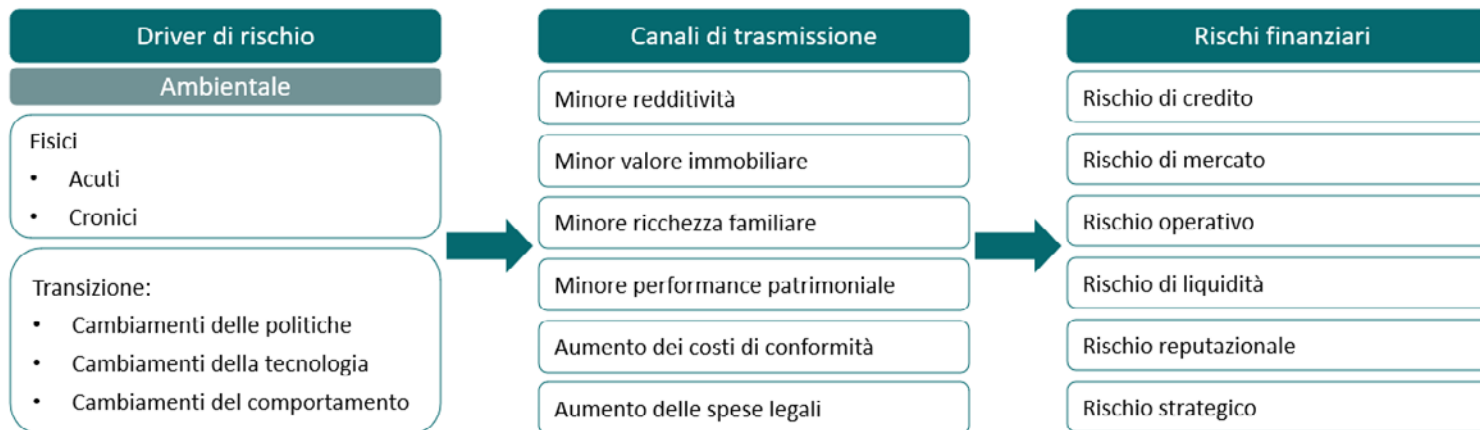 Driver di rischio
Ambientale
Fisici
• Acuti
• Cronici
Transizione:
• Cambiamenti delle politiche
• Cambiamenti della tecnologia
• Cambiamenti del comportamento
Canali di trasmissione
Minore redditività
Minor valore immobiliare
Minore ricchezza familiare
Minore performance patrimoniale
Aumento dei costi di conformità
Aumento delle spese legali
Rischi finanziari
Rischio di credito
Rischio di mercato
Rischio operativo
Rischio di liquidità
Rischio reputazionale
Rischio strategico